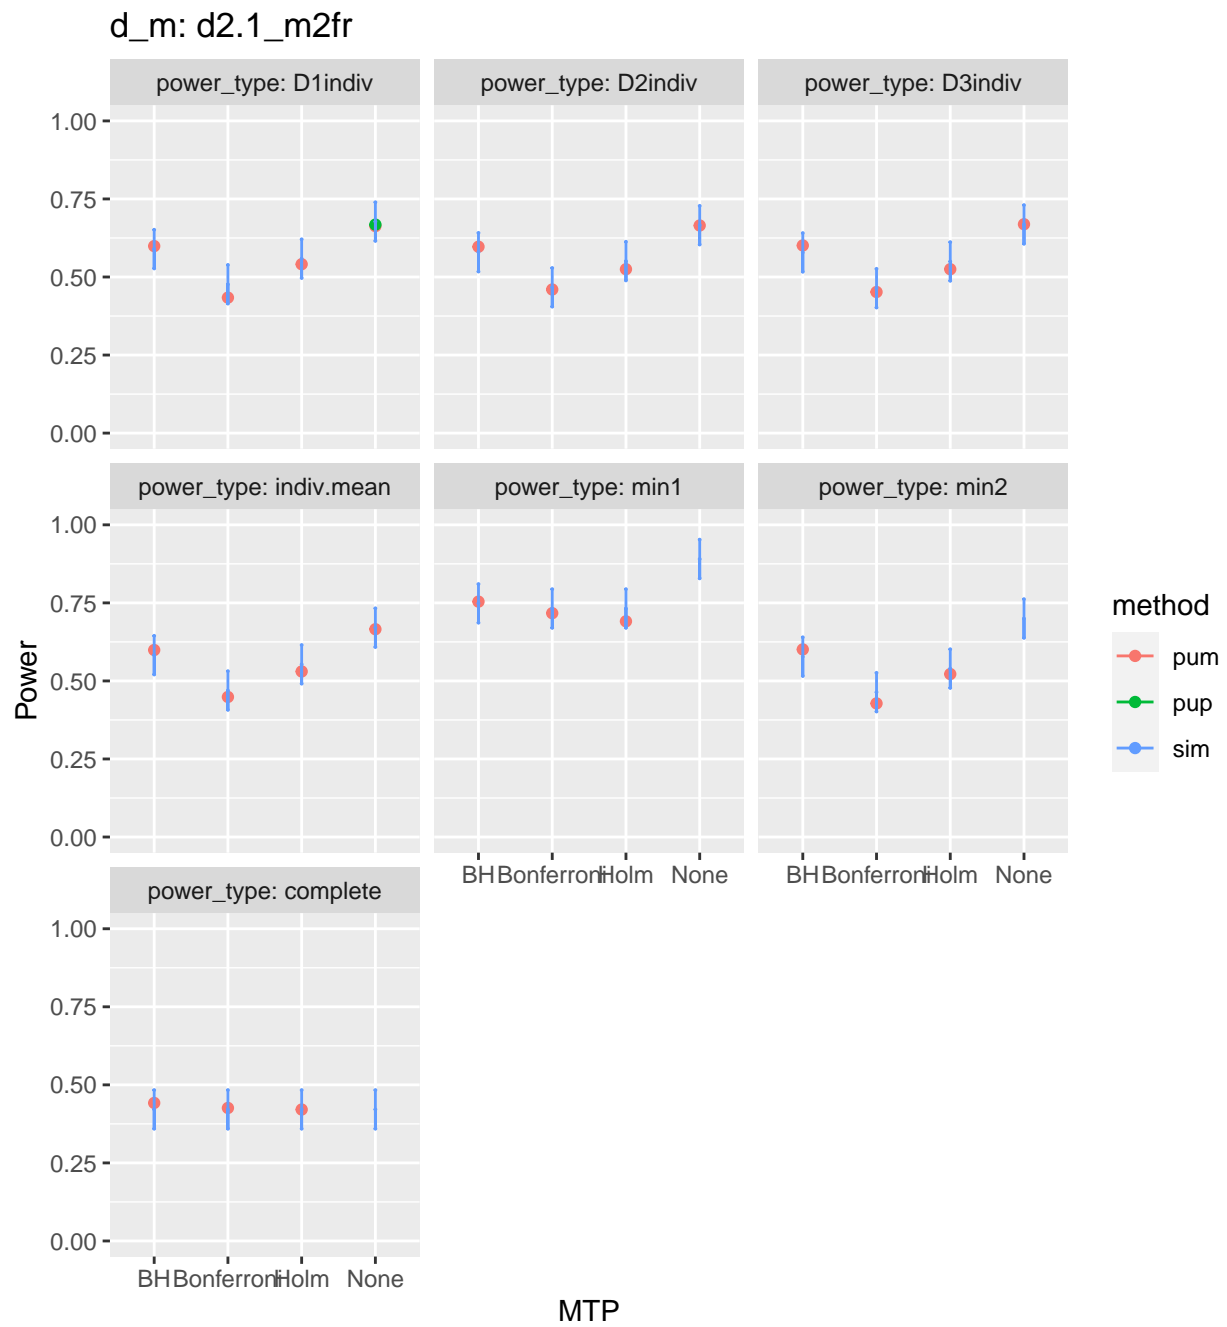 d_m: d2.1_m2fr
power_type: D1indiv
power_type: D2indiv
power_type: D3indiv
1.00
0.75
0.50
0.25
0.00
power_type: indiv.mean
power_type: min1
power_type: min2
1.00
0.75
0.50
0.25
0.00
BH Bonferroni Holm None
BH Bonferroni Holm None
power_type: complete
1.00
0.75
0.50
0.25
0.00
BH Bonferroni Holm None
MTP
Power
method
pum
pup
sim